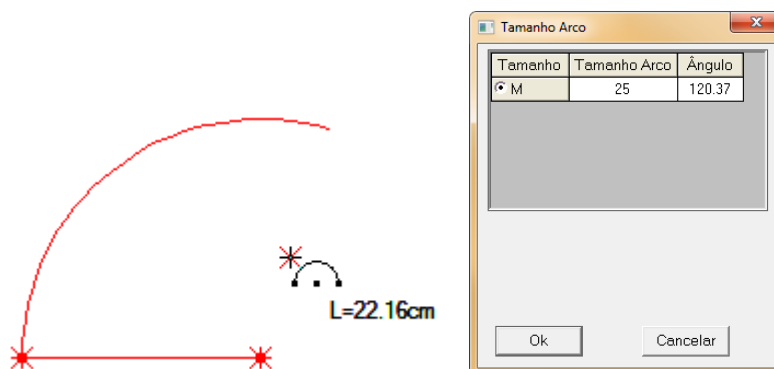 L=22.16cm
Tamanho Arco
Tamanho Tamanho Arco Ângulo
M 25 120.37
Ok Cancelar